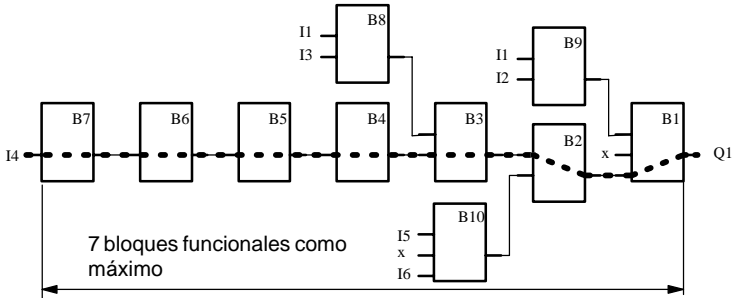 B8
I1
I3
B9
I1
I2
B7
B6
B5
B4
B3
B2
B1
I4
x
Q1
B10
I5
x
I6
7 bloques funcionales como
máximo